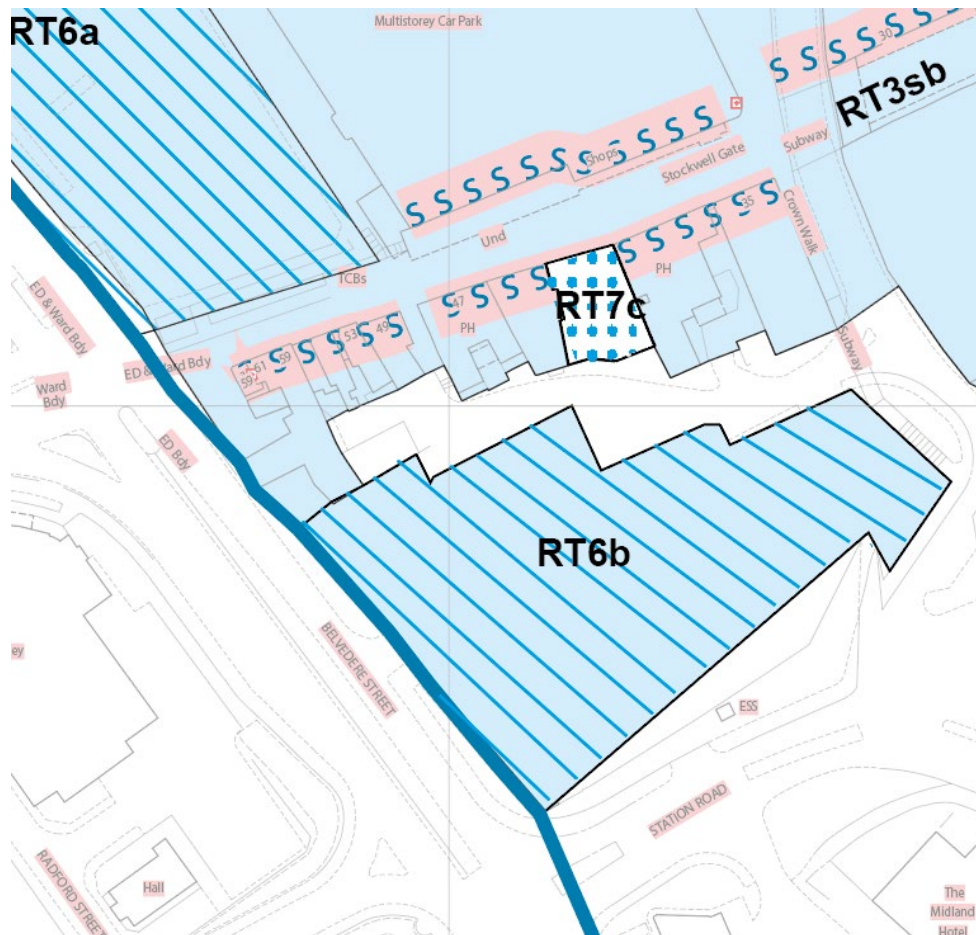 RT6a
Multistorey Car Park
30
RT3sb
Shops
Subway
Stockwell Gate
35
Crown Walk
Und
PH
TCBs
47
RT7c
PH
49
53
59
61
59a
ED & Ward Bdy
ED & Ward Bdy
Subway
Ward
Bdy
ED Bdy
RT6b
BELVEDERE STREET
ey
ESS
STATION ROAD
RADFORD STREET
Hall
The
Midland
Hotel
S S S S S S S
S S S S S S S S S S S
S S S S S S
S S S S
S S S S S S